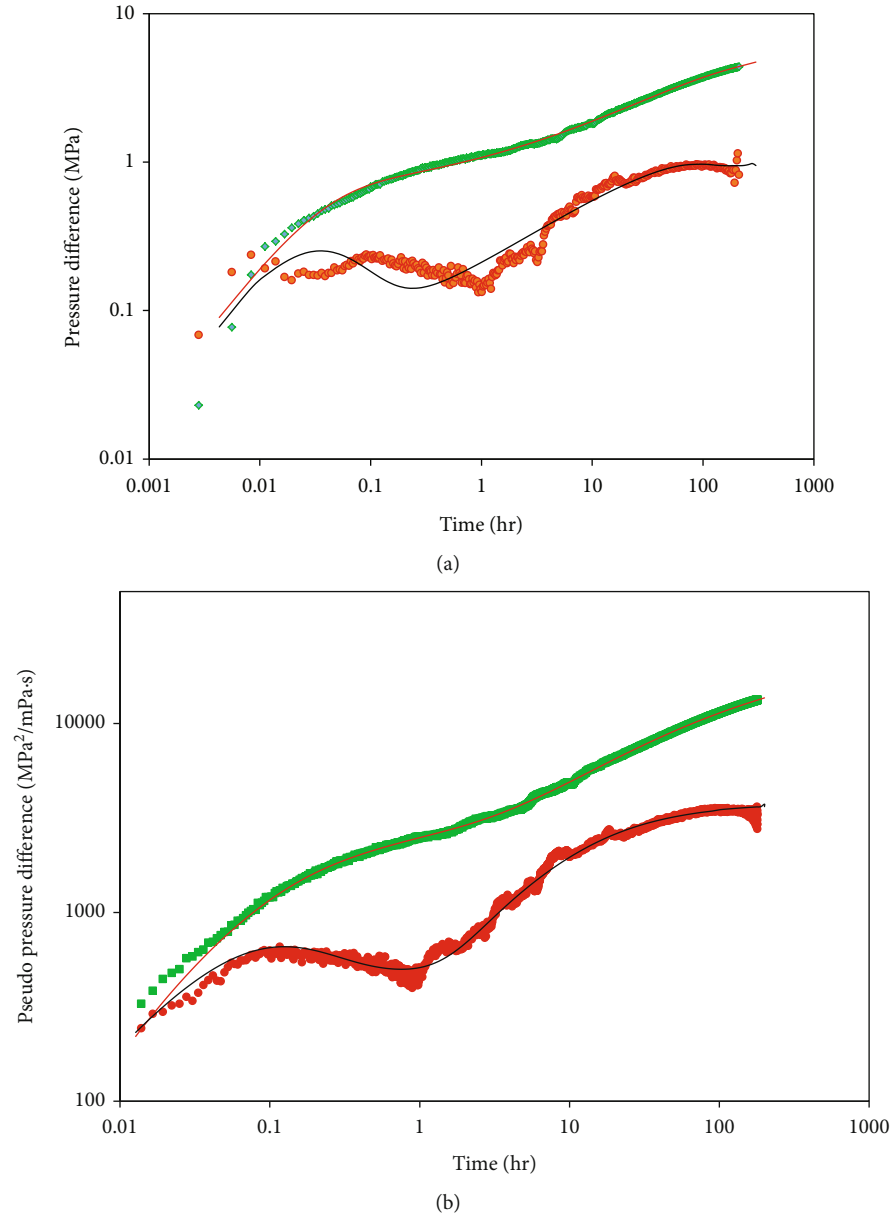 10
1
0.1
0.01
0.001 0.01 0.1 1 10 100 1000
Pressure difference (MPa)
Time (hr)
(a)
10000
1000
100
0.01 0.1 1 10 100 1000
Pseudo pressure difference (MPa²/mPa·s)
Time (hr)
(b)